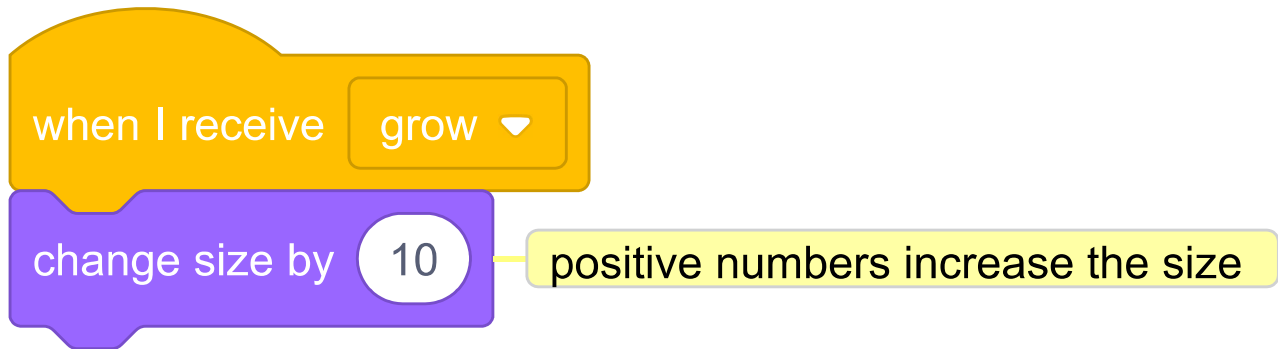 when I receive grow
change size by 10 positive numbers increase the size